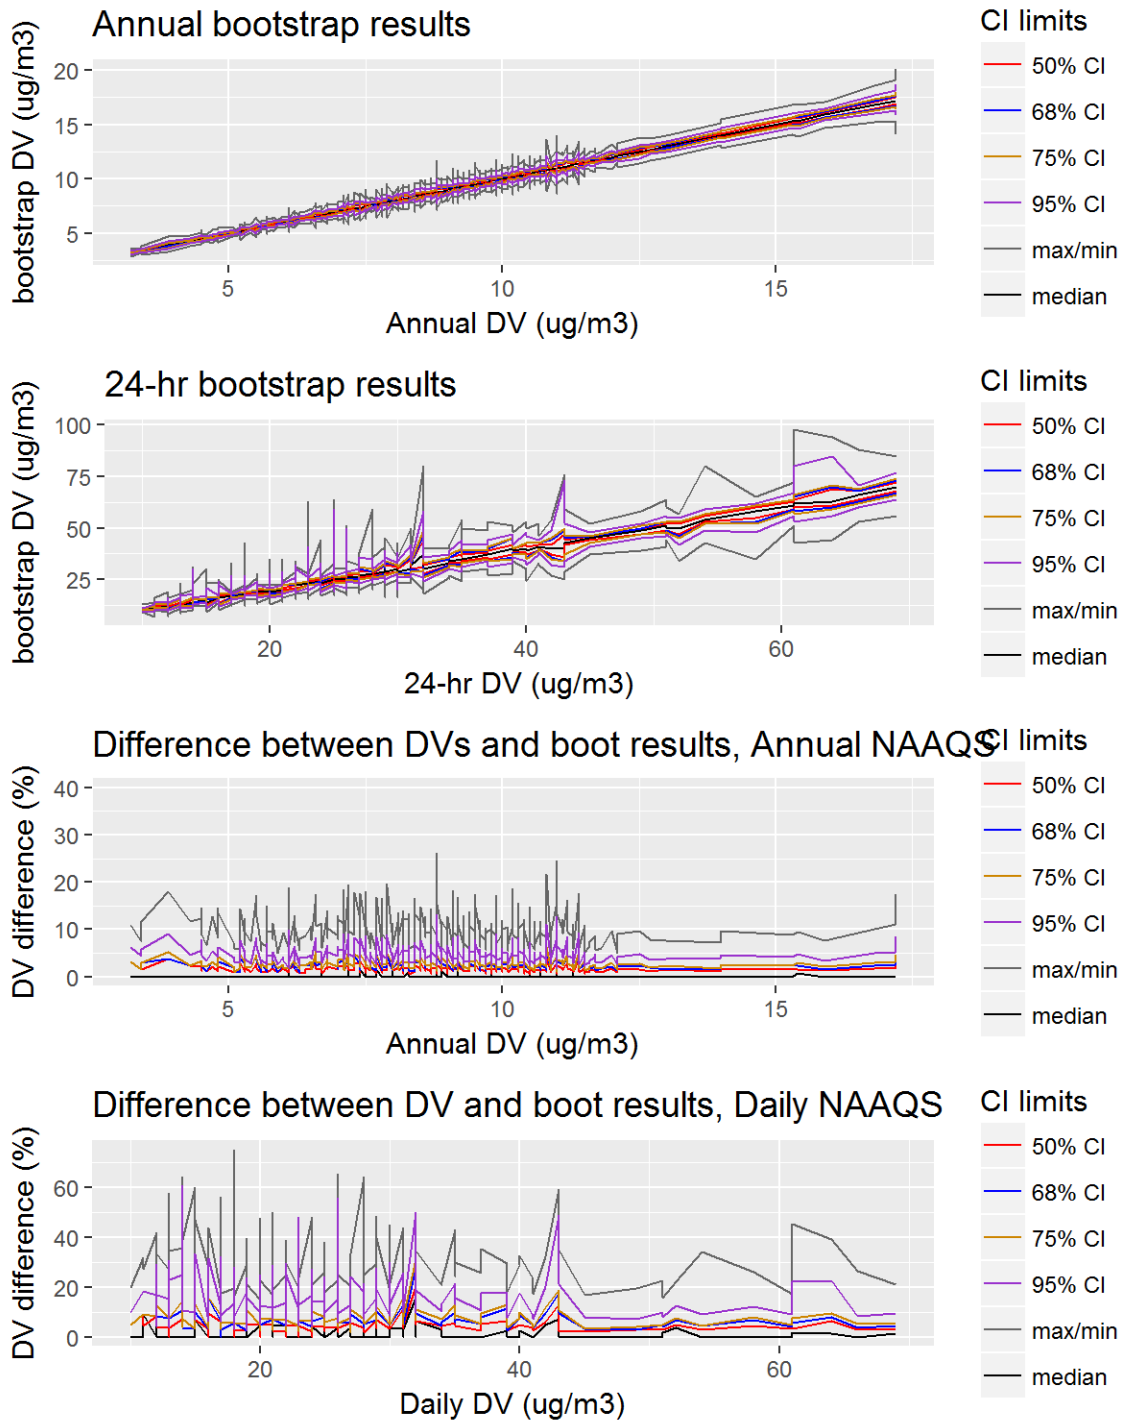 Annual bootstrap results
bootstrap DV (ug/m3)
20
15
10
5
5 10 15
Annual DV (ug/m3)
CI limits
50% CI
68% CI
75% CI
95% CI
max/min
median
24-hr bootstrap results
bootstrap DV (ug/m3)
100
75
50
25
20 40 60
24-hr DV (ug/m3)
CI limits
50% CI
68% CI
75% CI
95% CI
max/min
median
Difference between DVs and boot results, Annual NAAQS
DV difference (%)
40
30
20
10
0
5 10 15
Annual DV (ug/m3)
CI limits
50% CI
68% CI
75% CI
95% CI
max/min
median
Difference between DV and boot results, Daily NAAQS
DV difference (%)
60
40
20
0
20 40 60
Daily DV (ug/m3)
CI limits
50% CI
68% CI
75% CI
95% CI
max/min
median